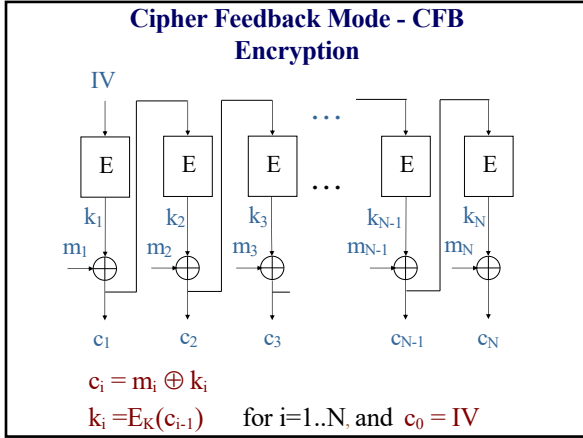 Cipher Feedback Mode - CFB
Encryption
IV
… 
E E E … E E
k₁ k₂ k₃ kN-1 kN
m₁ m₂ m₃ mN-1 mN
c₁ c₂ c₃ cN-1 cN
cᵢ = mᵢ ⊕ kᵢ
kᵢ =EK(cᵢ₋₁) for i=1..N, and c₀ = IV